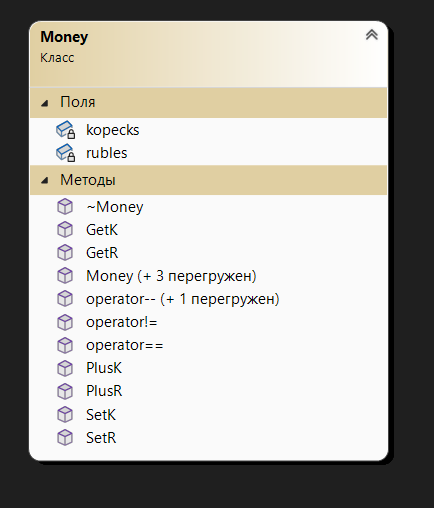 Money
Класс
Поля
kopecks
rubles
Методы
~Money
GetK
GetR
Money (+ 3 перегружен)
operator-- (+ 1 перегружен)
operator!=
operator==
PlusK
PlusR
SetK
SetR